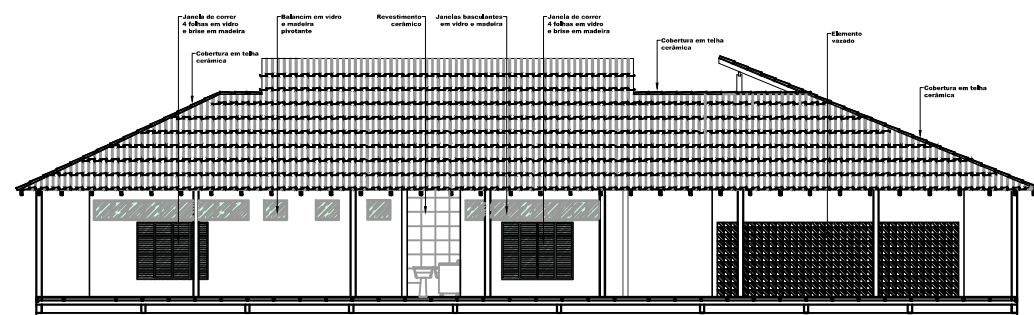 Janela de correr
4 folhas em vidro
e brise em madeira
Balancim em vidro
e madeira
pivotante
Revestimento
cerâmico
Janelas basculantes
em vidro e madeira
Janela de correr
4 folhas em vidro
e brise em madeira
Elemento
vazado
Cobertura em telha
cerâmica
Cobertura em telha
cerâmica
Cobertura em telha
cerâmica